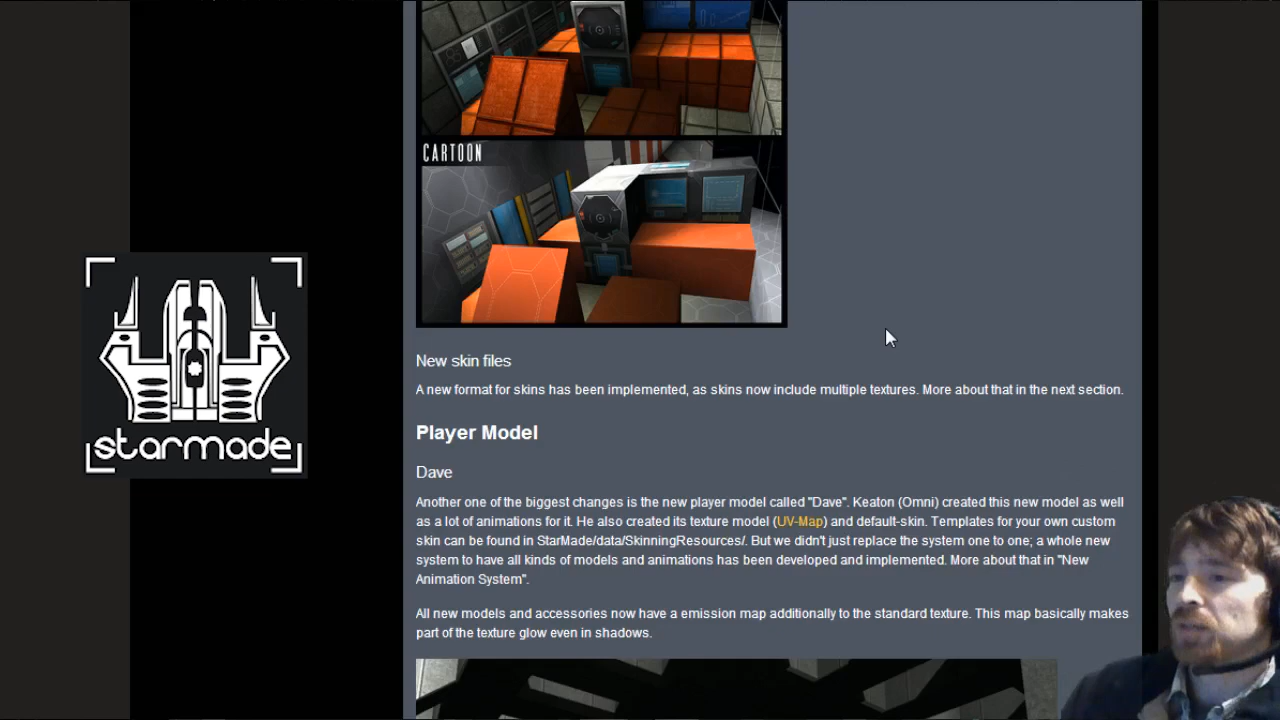 CARTOON
New skin files
A new format for skins has been implemented, as skins now include multiple textures. More about that in the next section.
Player Model
Dave
Another one of the biggest changes is the new player model called "Dave". Keaton (Omni) created this new model as well
as a lot of animations for it. He also created its texture model (UV-Map) and default-skin. Templates for your own custom
skin can be found in StarMade/data/SkinningResources/. But we didn't just replace the system one to one; a whole new
system to have all kinds of models and animations has been developed and implemented. More about that in "New
Animation System".
All new models and accessories now have a emission map additionally to the standard texture. This map basically makes
part of the texture glow even in shadows.
starmade